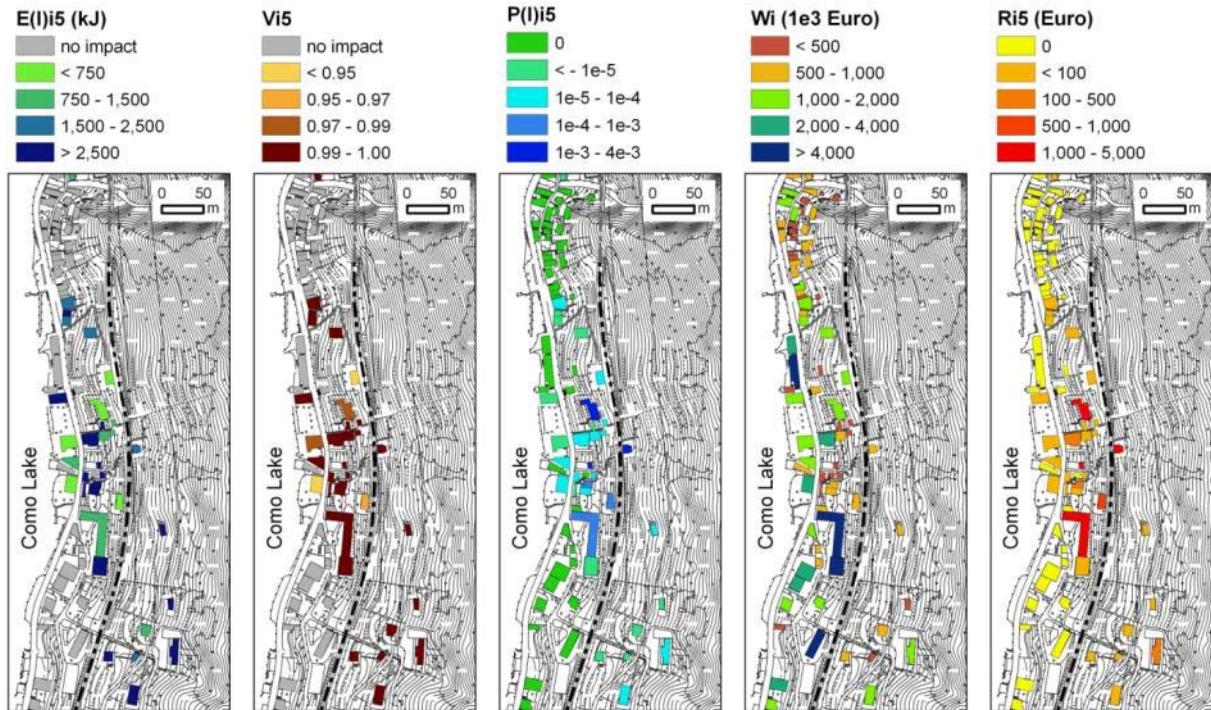 E(I)i5 (kJ)
no impact
< 750
750 - 1,500
1,500 - 2,500
> 2,500
Vi5
no impact
< 0.95
0.95 - 0.97
0.97 - 0.99
0.99 - 1.00
P(I)i5
0
< - 1e-5
1e-5 - 1e-4
1e-4 - 1e-3
1e-3 - 4e-3
Wi (1e3 Euro)
< 500
500 - 1,000
1,000 - 2,000
2,000 - 4,000
> 4,000
Ri5 (Euro)
0
< 100
100 - 500
500 - 1,000
1,000 - 5,000
0 50
m
Como Lake
0 50
m
Como Lake
0 50
m
Como Lake
0 50
m
Como Lake
0 50
m
Como Lake